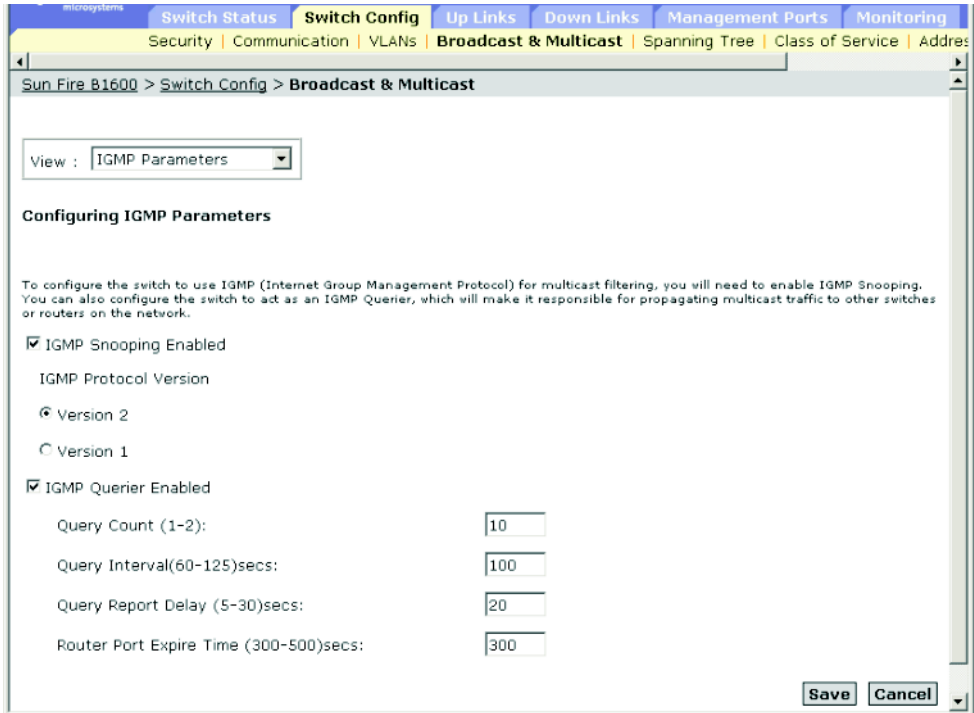 microsystems
Switch Status Switch Config Up Links Down Links Management Ports Monitoring
Security | Communication | VLANs | Broadcast & Multicast | Spanning Tree | Class of Service | Addres
Sun Fire B1600 > Switch Config > Broadcast & Multicast
View : IGMP Parameters
Configuring IGMP Parameters
To configure the switch to use IGMP (Internet Group Management Protocol) for multicast filtering, you will need to enable IGMP Snooping.
You can also configure the switch to act as an IGMP Querier, which will make it responsible for propagating multicast traffic to other switches
or routers on the network.
IGMP Snooping Enabled
IGMP Protocol Version
Version 2
Version 1
IGMP Querier Enabled
Query Count (1-2): 10
Query Interval(60-125)secs: 100
Query Report Delay (5-30)secs: 20
Router Port Expire Time (300-500)secs: 300
Save Cancel